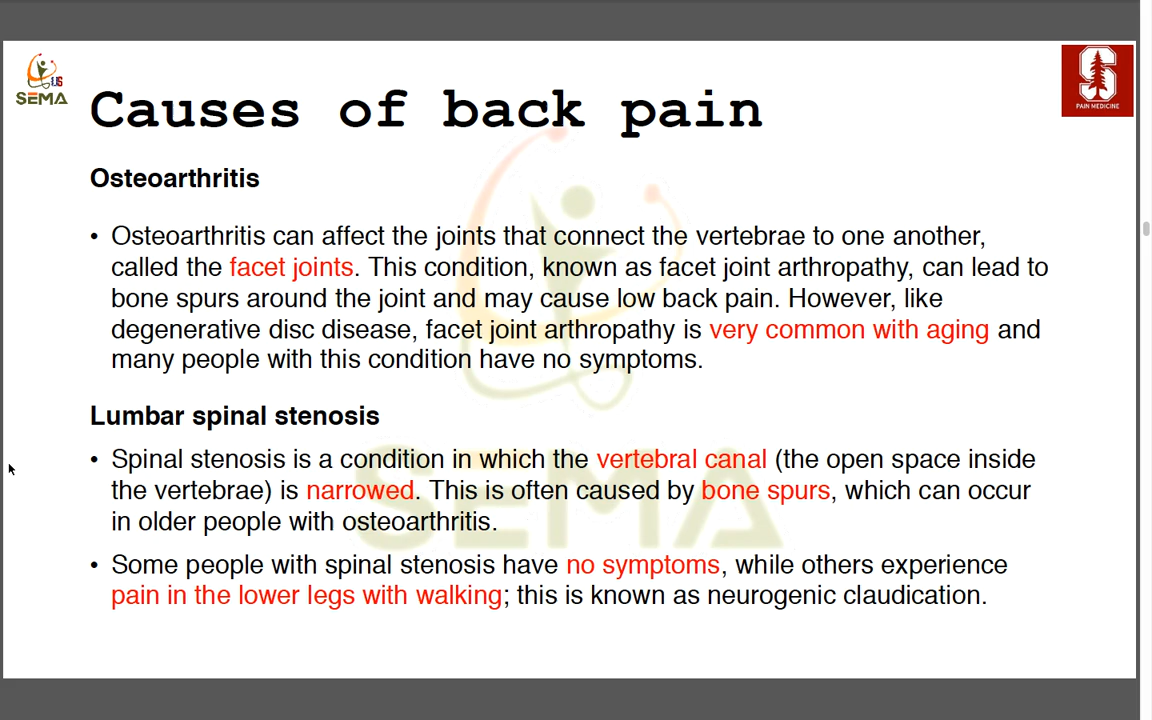 US
SEMA
S
PAIN MEDICINE
Causes of back pain
Osteoarthritis
• Osteoarthritis can affect the joints that connect the vertebrae to one another,
called the facet joints. This condition, known as facet joint arthropathy, can lead to
bone spurs around the joint and may cause low back pain. However, like
degenerative disc disease, facet joint arthropathy is very common with aging and
many people with this condition have no symptoms.
Lumbar spinal stenosis
• Spinal stenosis is a condition in which the vertebral canal (the open space inside
the vertebrae) is narrowed. This is often caused by bone spurs, which can occur
in older people with osteoarthritis.
• Some people with spinal stenosis have no symptoms, while others experience
pain in the lower legs with walking; this is known as neurogenic claudication.
SEMA